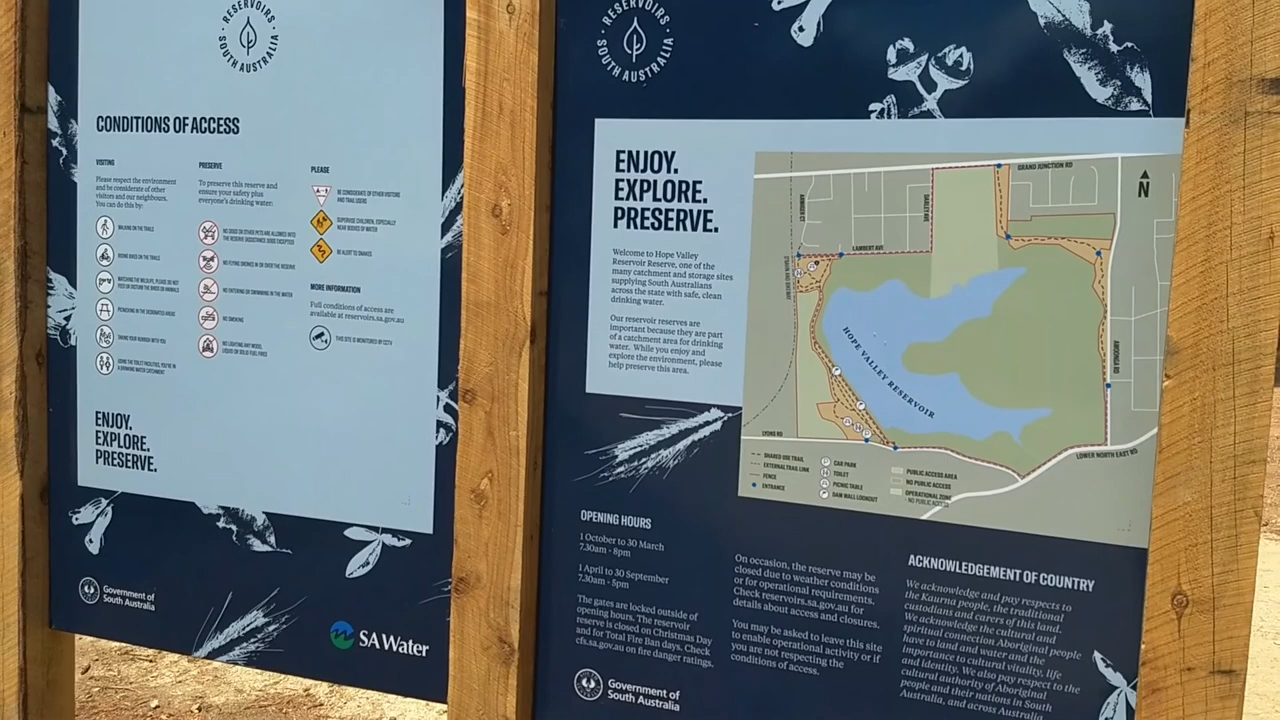 RESERVOIRS
SOUTH AUSTRALIA
CONDITIONS OF ACCESS
VISITING
Please respect the environment
and be considerate of other
visitors and our neighbours.
You can do this by:
WALKING ON THE TRAILS
RIDING BIKES ON THE TRAILS
WATCHING THE WILDLIFE, PLEASE DO NOT
FEED OR DISTURB THE BIRDS OR ANIMALS
PICNICKING IN DESIGNATED AREAS
TAKING YOUR RUBBISH WITH YOU
USING THE TOILET FACILITIES, YOU'RE IN
A DRINKING WATER CATCHMENT
PRESERVE
To preserve this reserve and
ensure your safety plus
everyone's drinking water:
NO DOGS OR OTHER PETS ARE ALLOWED INTO
THE RESERVE (ASSISTANCE DOGS EXCEPTED)
NO FLYING DRONES IN OR OVER THE RESERVE
NO ENTERING OR SWIMMING IN THE WATER
NO SMOKING
NO LIGHTING ANY WOOD,
LIQUID OR SOLID FUEL FIRES
PLEASE
BE CONSIDERATE OF OTHER VISITORS
AND TRAIL USERS
SUPERVISE CHILDREN, ESPECIALLY
NEAR BODIES OF WATER
BE ALERT TO SNAKES
MORE INFORMATION
Full conditions of access are
available at reservoirs.sa.gov.au
THIS SITE IS MONITORED BY CCTV
ENJOY.
EXPLORE.
PRESERVE.
Government of
South Australia
SA Water
RESERVOIRS
SOUTH AUSTRALIA
ENJOY.
EXPLORE.
PRESERVE.
Welcome to Hope Valley
Reservoir Reserve, one of the
many catchment and storage sites
supplying South Australians
across the state with safe, clean
drinking water.
Our reservoir reserves are
important because they are part
of a catchment area for drinking
water. While you enjoy and
explore the environment, please
help preserve this area.
GRAND JUNCTION RD
N
DARLEY AVE
LAMBERT AVE
HOPE VALLEY RESERVOIR
LYONS RD
LOWER NORTH EAST RD
SHARED USE TRAIL
EXTERNAL TRAIL LINK
FENCE
ENTRANCE
CAR PARK
TOILET
PICNIC TABLE
DAM WALL LOOKOUT
PUBLIC ACCESS AREA
NO PUBLIC ACCESS
OPERATIONAL ZONE
- NO PUBLIC ACCESS
OPENING HOURS
1 October to 30 March
7.30am - 8pm
1 April to 30 September
7.30am - 5pm
The gates are locked outside of
opening hours. The reservoir
reserve is closed on Christmas Day
and for Total Fire Ban days. Check
cfs.sa.gov.au on fire danger ratings.
On occasion, the reserve may be
closed due to weather conditions
or for operational requirements.
Check reservoirs.sa.gov.au for
details about access and closures.
You may be asked to leave this site
to enable operational activity or if
you are not respecting the
conditions of access.
ACKNOWLEDGEMENT OF COUNTRY
We acknowledge and pay respects to
the Kaurna people, the traditional
custodians and carers of this land.
We acknowledge the cultural and
spiritual connection Aboriginal people
have to land and water and the
importance to cultural vitality, life
and identity. We also pay respect to the
cultural authority of Aboriginal
people and their nations in South
Australia, and across Australia
Government of
South Australia